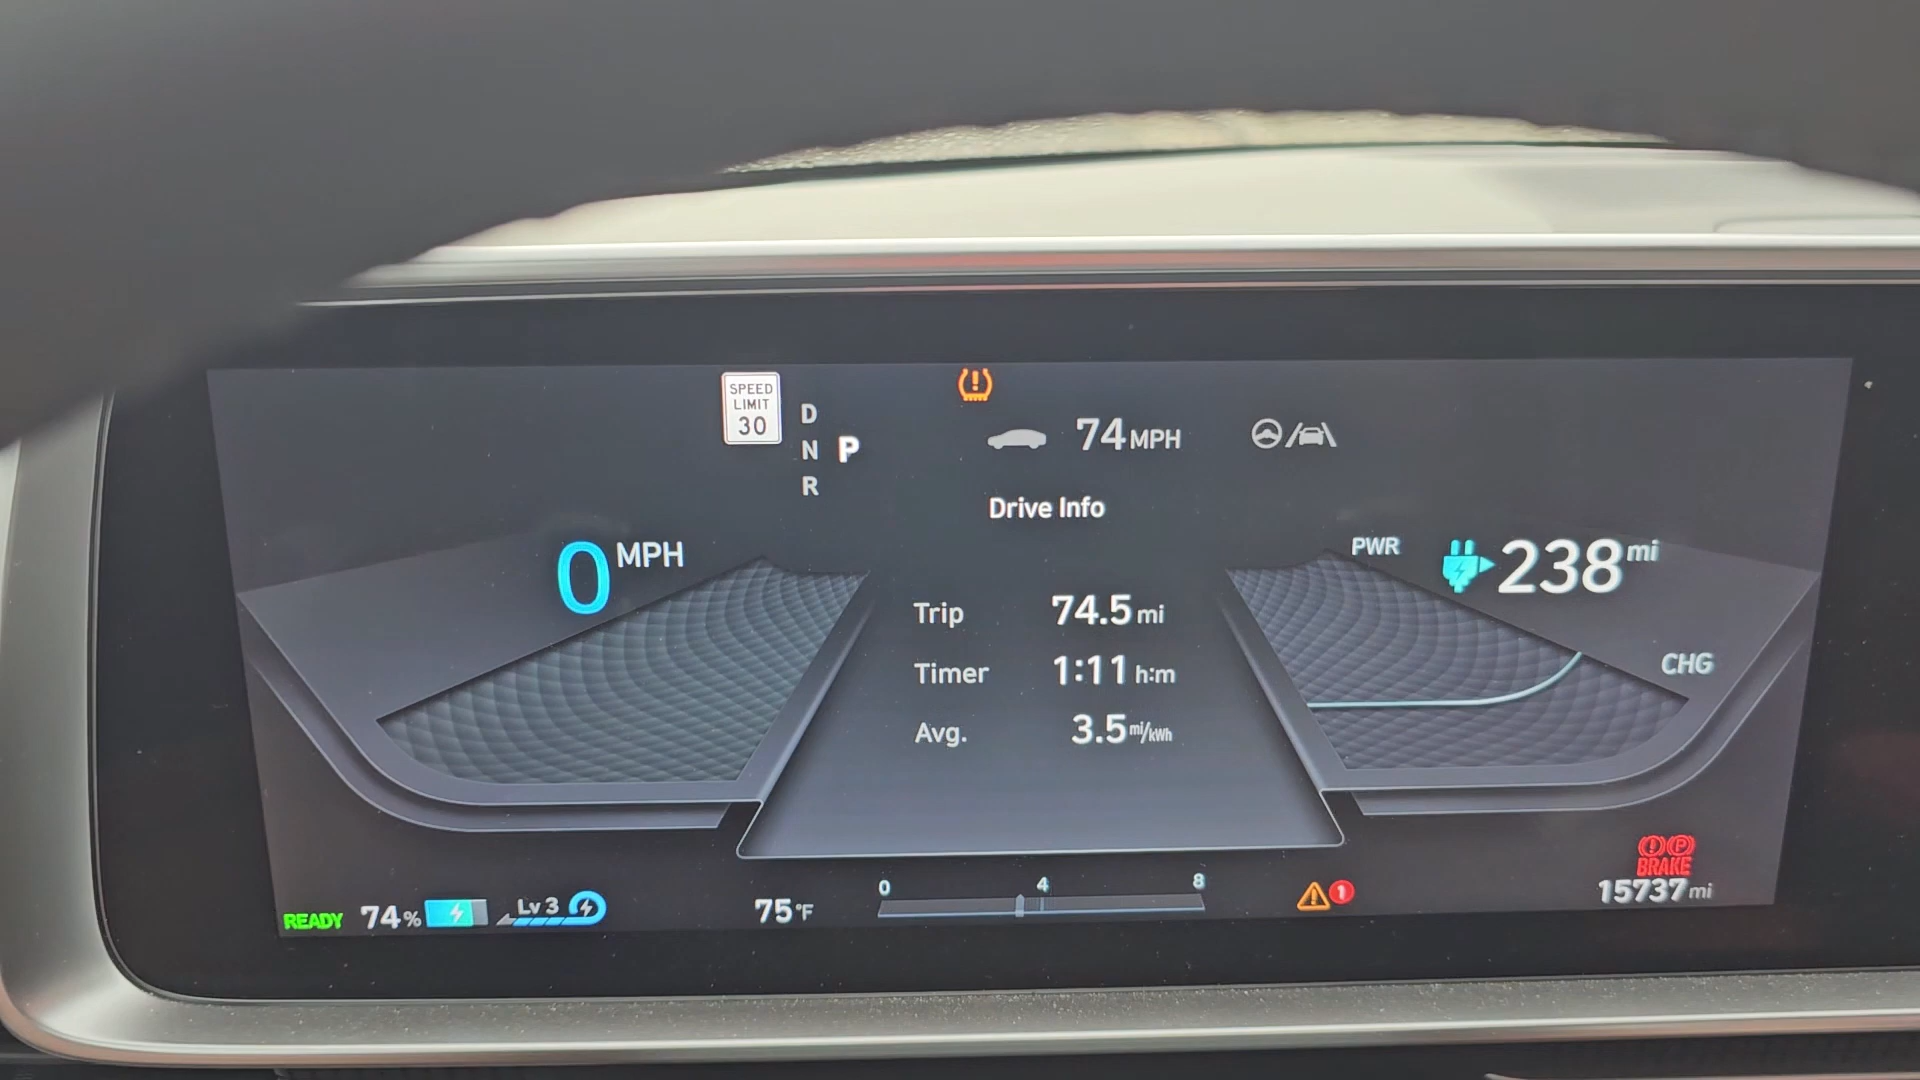 SPEED
LIMIT
30
D
N P
R
74 MPH
Drive Info
0 MPH
PWR
238 mi
CHG
Trip 74.5 mi
Timer 1:11 h:m
Avg. 3.5 mi/kWh
0 4 8
BRAKE
READY 74% Lv 3 75°F 1 15737 mi